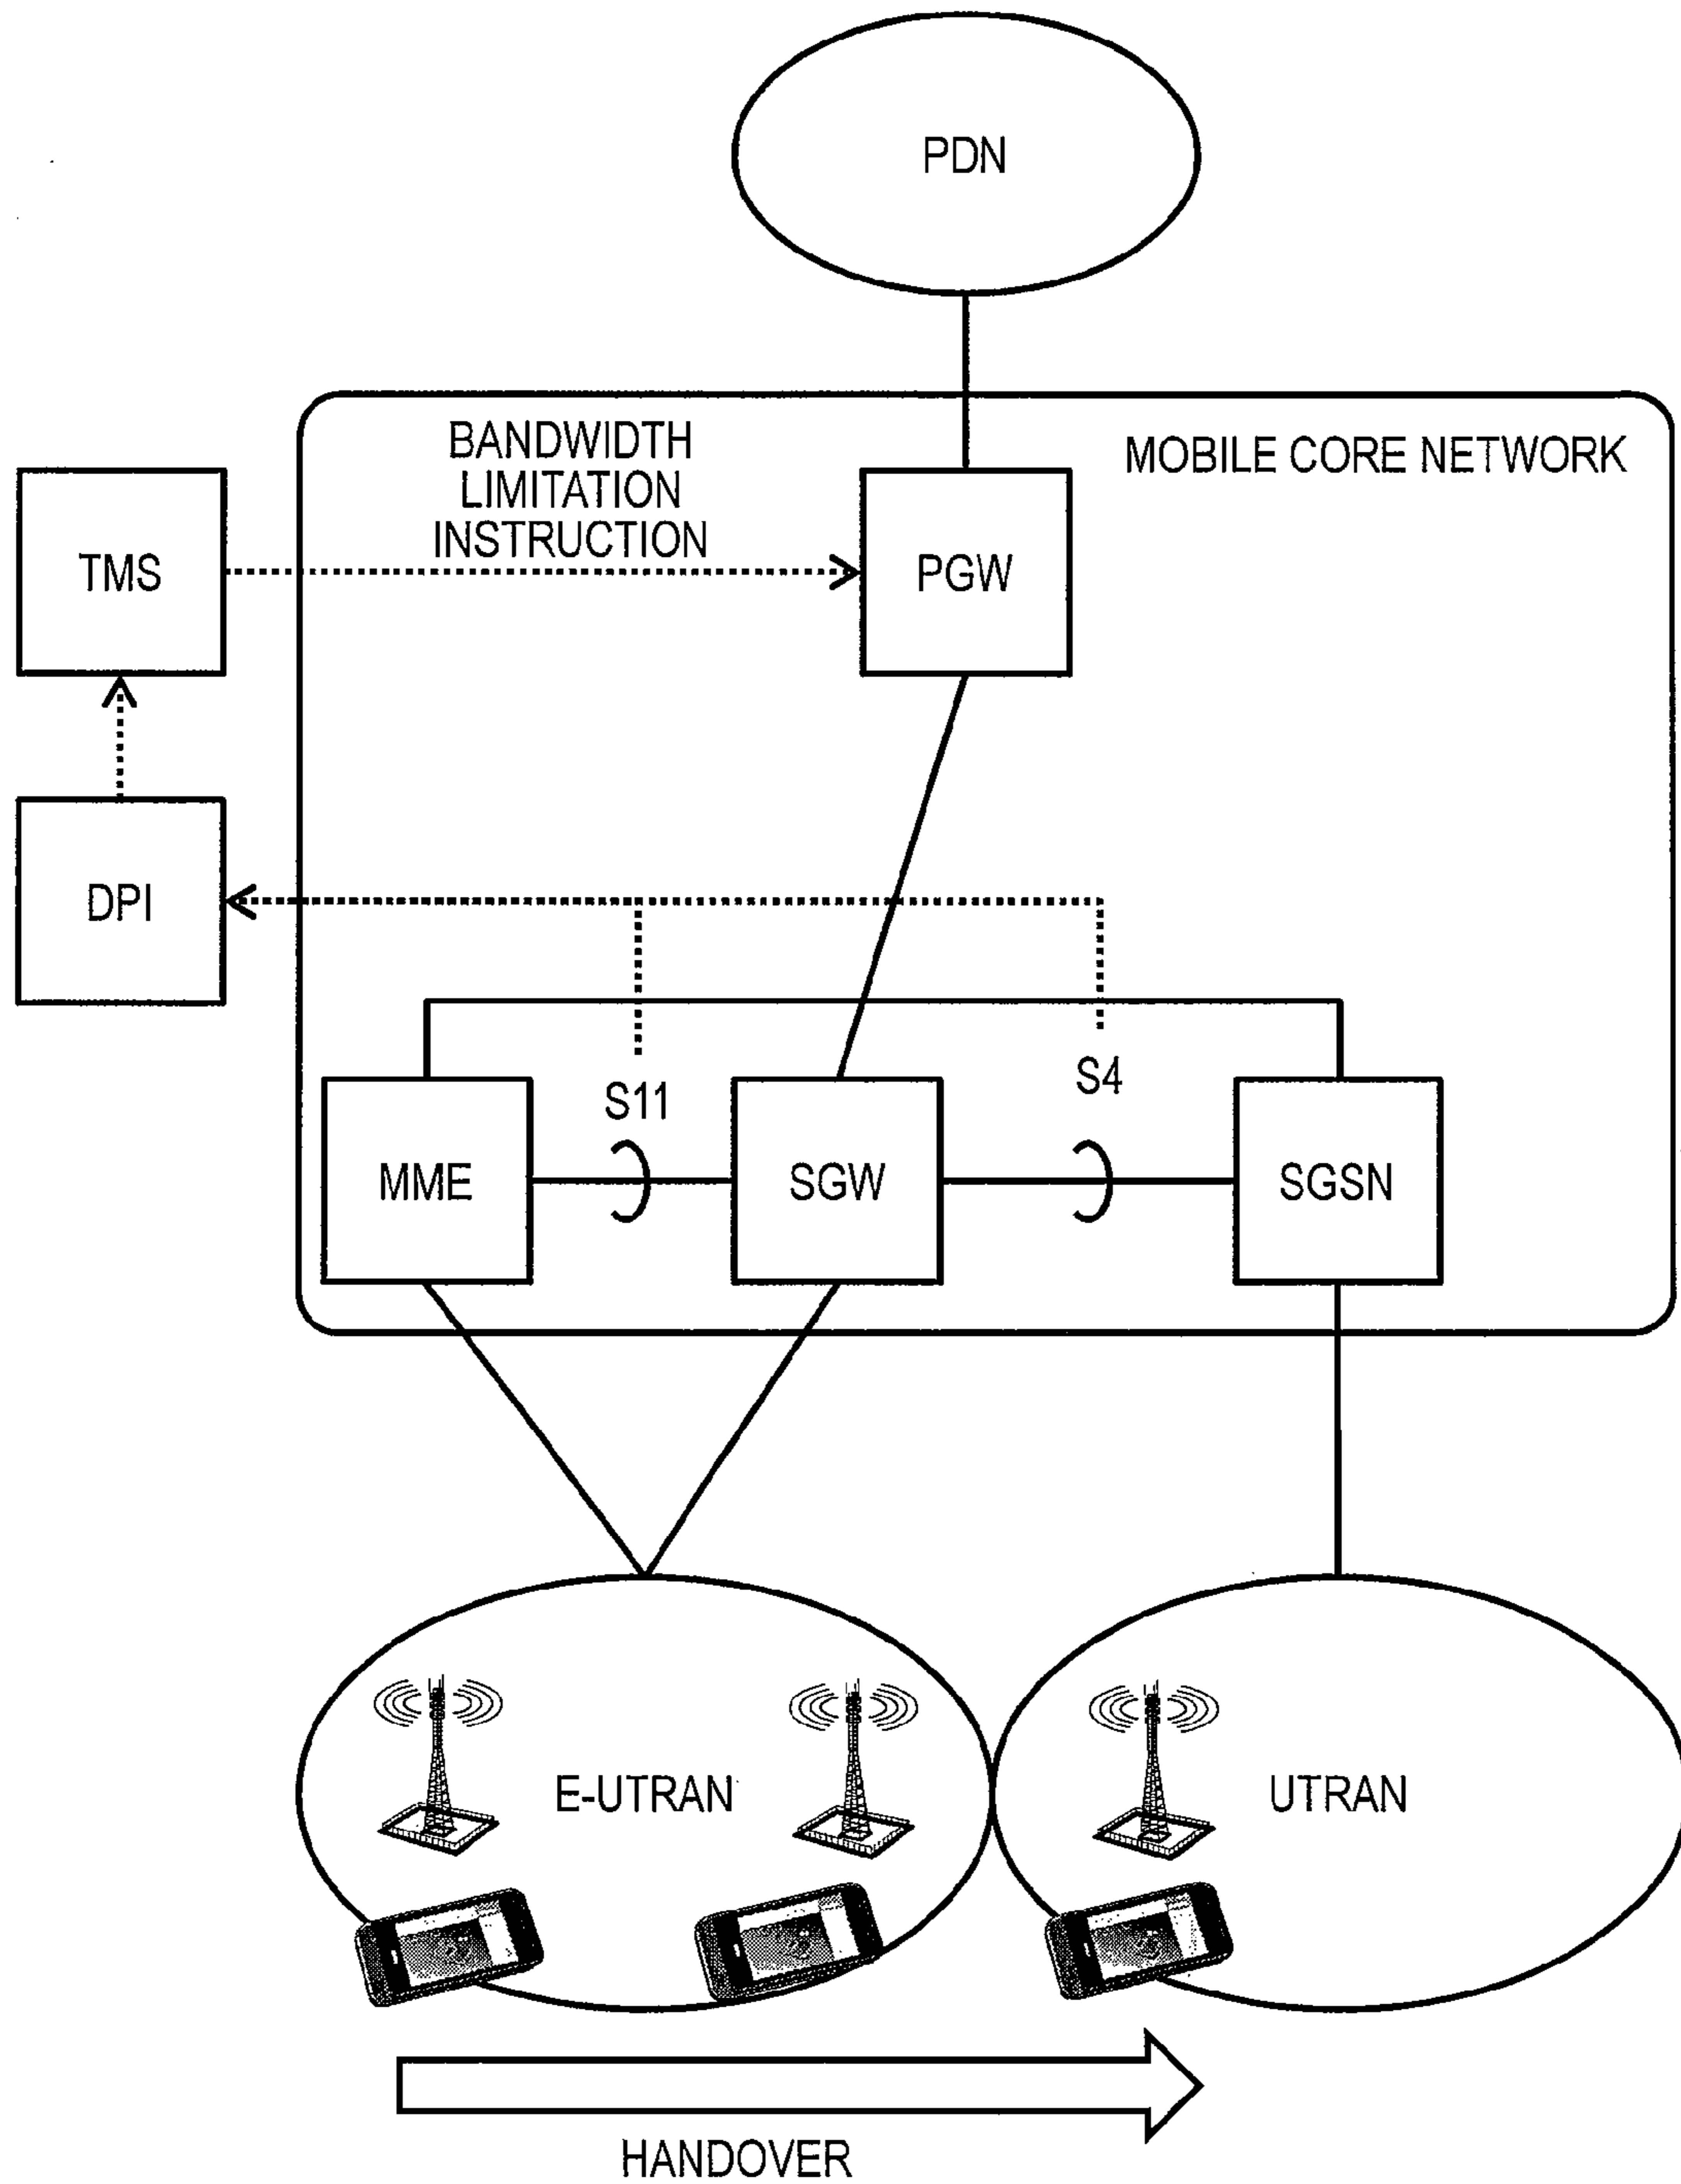 PDN
BANDWIDTH
LIMITATION
INSTRUCTION
MOBILE CORE NETWORK
TMS
PGW
DPI
S11
S4
MME
SGW
SGSN
E-UTRAN
UTRAN
HANDOVER